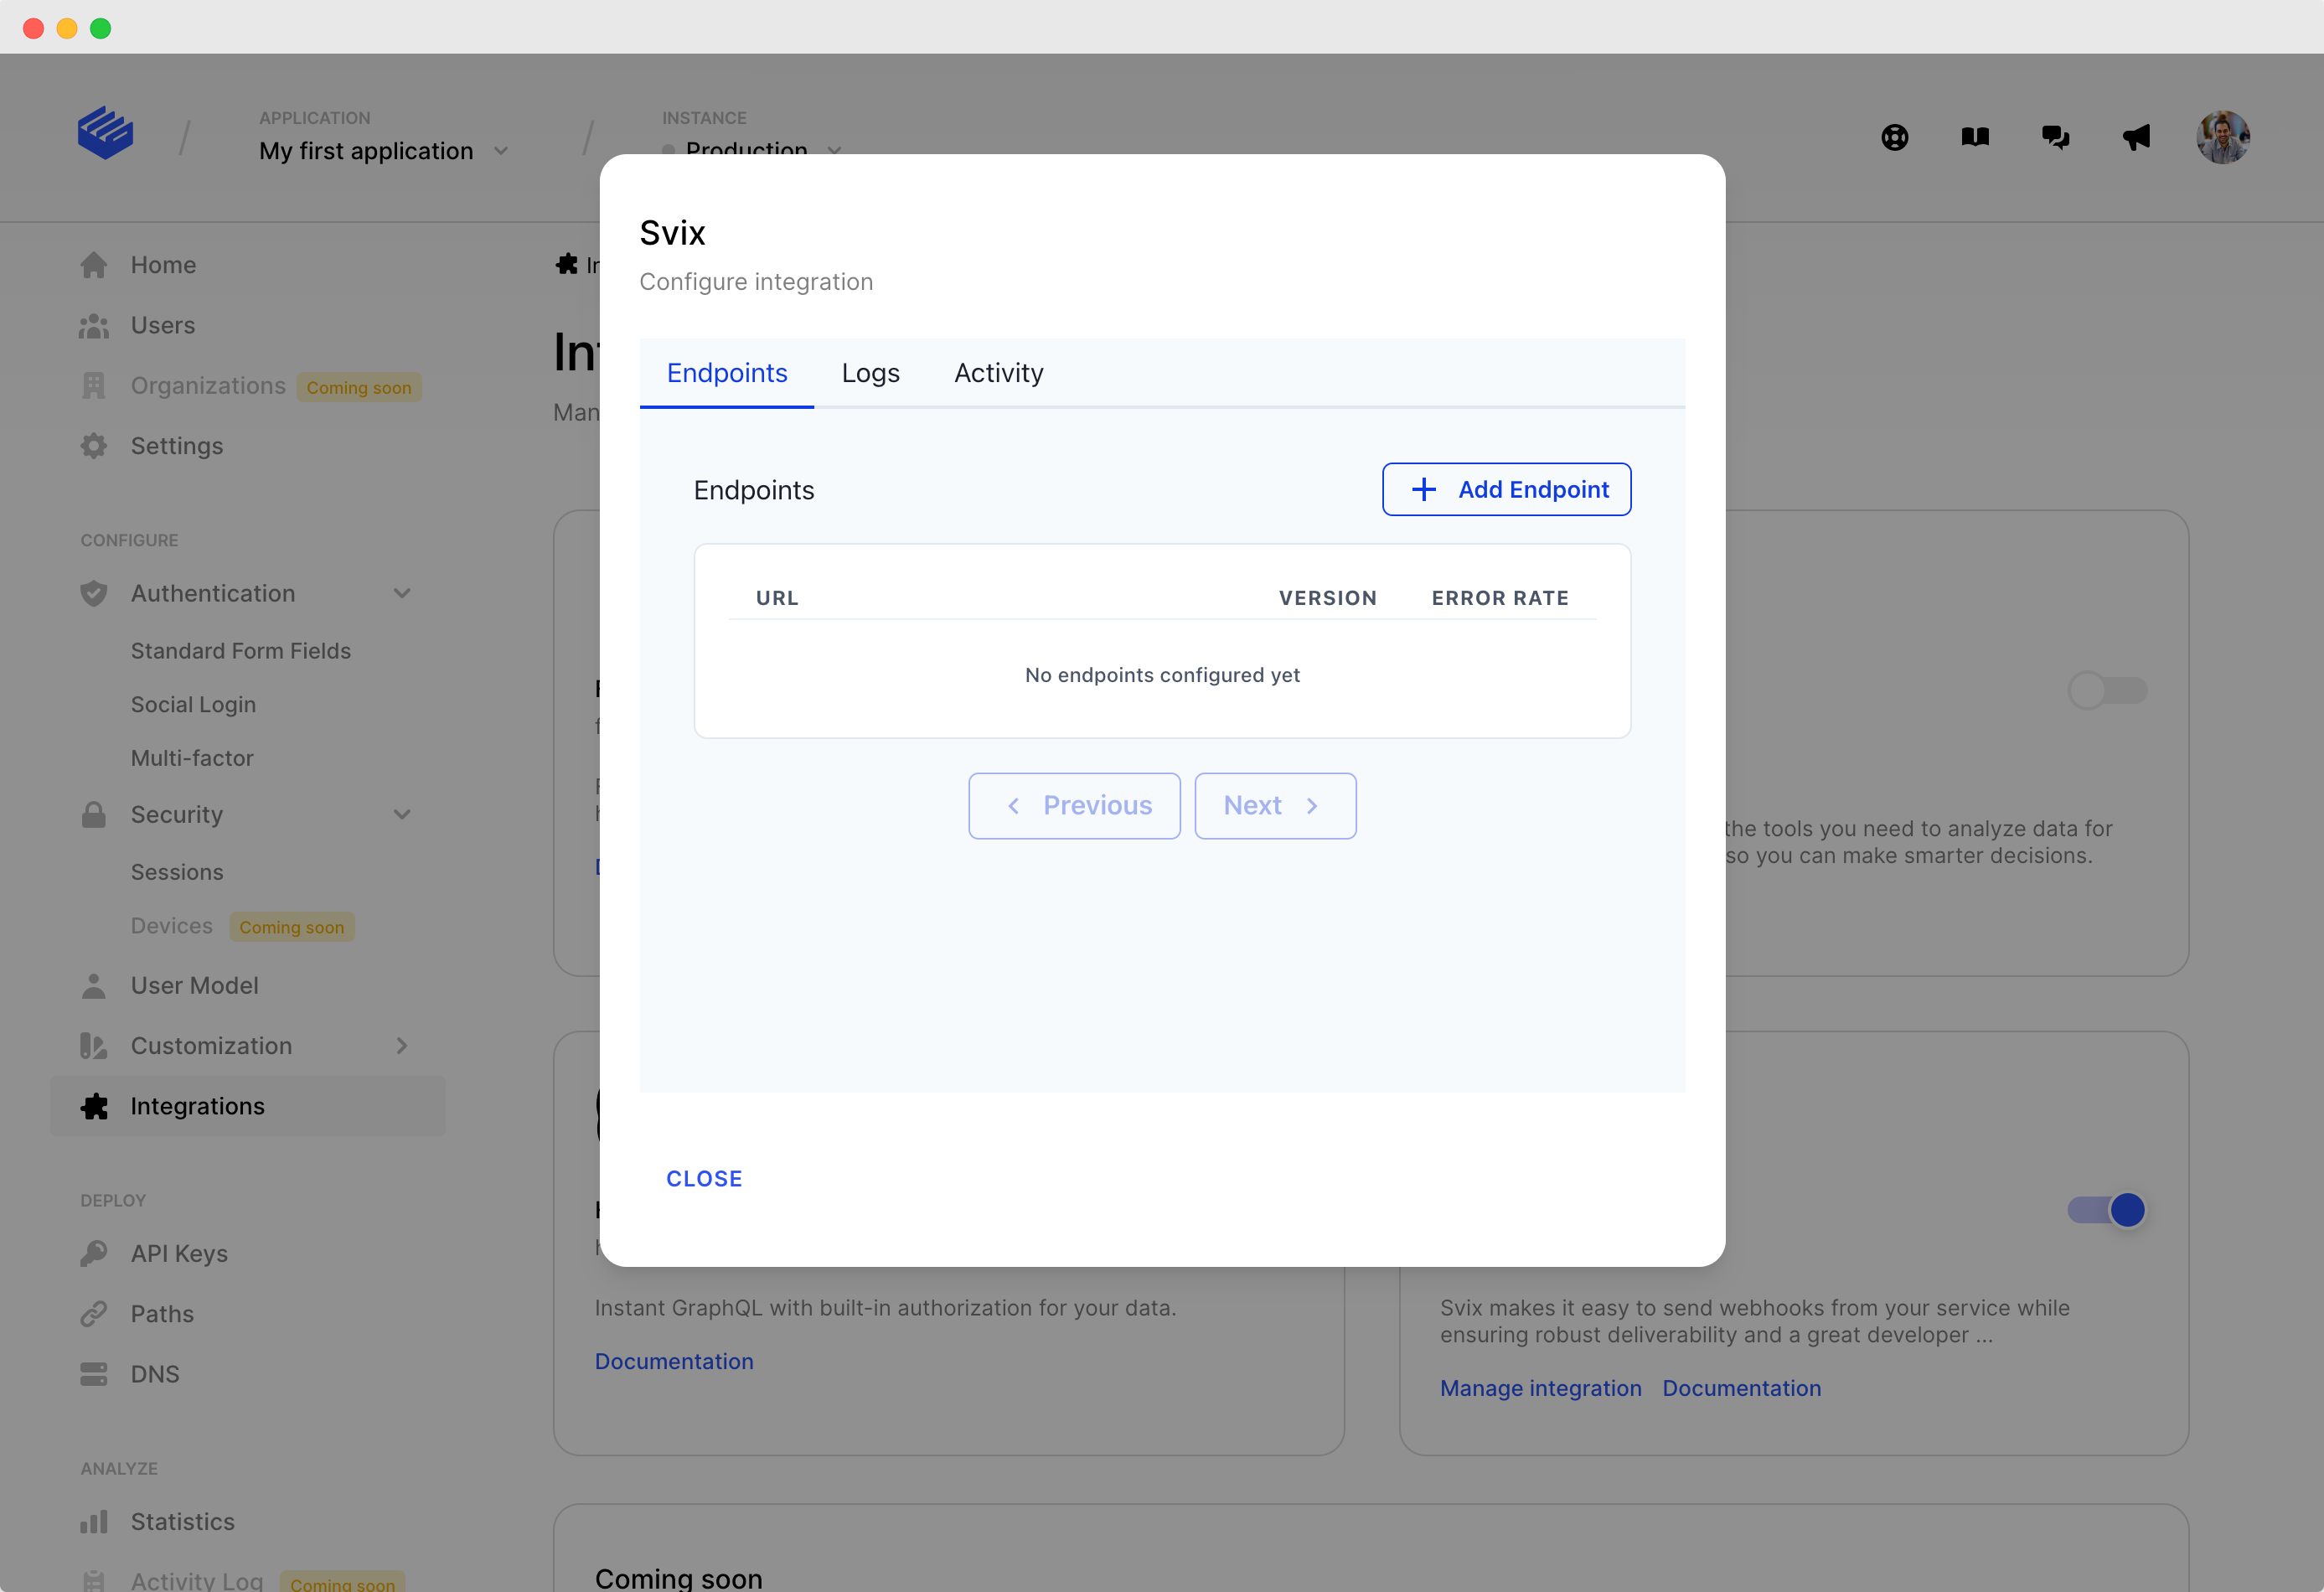 APPLICATION
My first application
INSTANCE
Production
Home
Users
Organizations Coming soon
Settings
CONFIGURE
Authentication
Standard Form Fields
Social Login
Multi-factor
Security
Sessions
Devices Coming soon
User Model
Customization
Integrations
DEPLOY
API Keys
Paths
DNS
ANALYZE
Statistics
Activity Log Coming soon
Svix
Configure integration
Endpoints Logs Activity
Endpoints
Add Endpoint
URL VERSION ERROR RATE
No endpoints configured yet
Previous Next
CLOSE
the tools you need to analyze data for
so you can make smarter decisions.
Instant GraphQL with built-in authorization for your data.
Documentation
Svix makes it easy to send webhooks from your service while
ensuring robust deliverability and a great developer ...
Manage integration Documentation
Coming soon